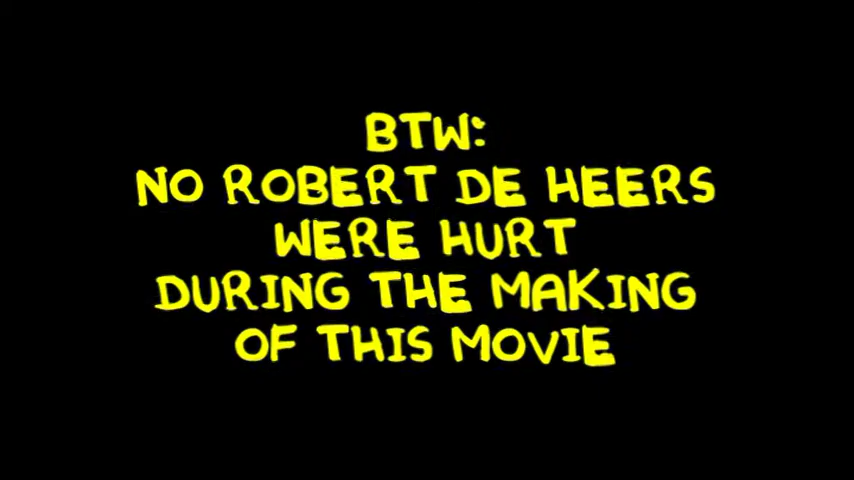 BTW:
NO ROBERT DE HEERS
WERE HURT
DURING THE MAKING
OF THIS MOVIE